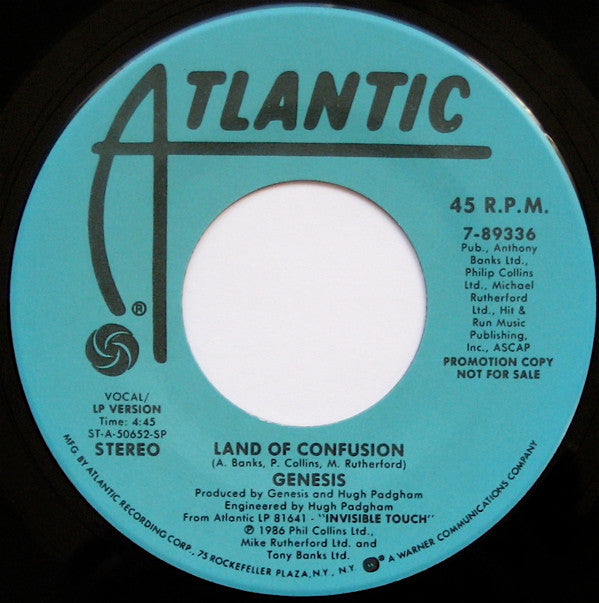 ATLANTIC
®
45 R.P.M.
7-89336
Pub., Anthony
Banks Ltd.,
Philip Collins
Ltd., Michael
Rutherford
Ltd., Hit &
Run Music
Publishing,
Inc., ASCAP
PROMOTION COPY
NOT FOR SALE
VOCAL/
LP VERSION
Time: 4:45
ST-A-50652-SP
STEREO
LAND OF CONFUSION
(A. Banks, P. Collins, M. Rutherford)
GENESIS
Produced by Genesis and Hugh Padgham
Engineered by Hugh Padgham
From Atlantic LP 81641 - "INVISIBLE TOUCH"
℗ 1986 Phil Collins Ltd.,
Mike Rutherford Ltd. and
Tony Banks Ltd.
MFG. BY ATLANTIC RECORDING CORP., 75 ROCKEFELLER PLAZA, N.Y., N.Y. ® A WARNER COMMUNICATIONS COMPANY